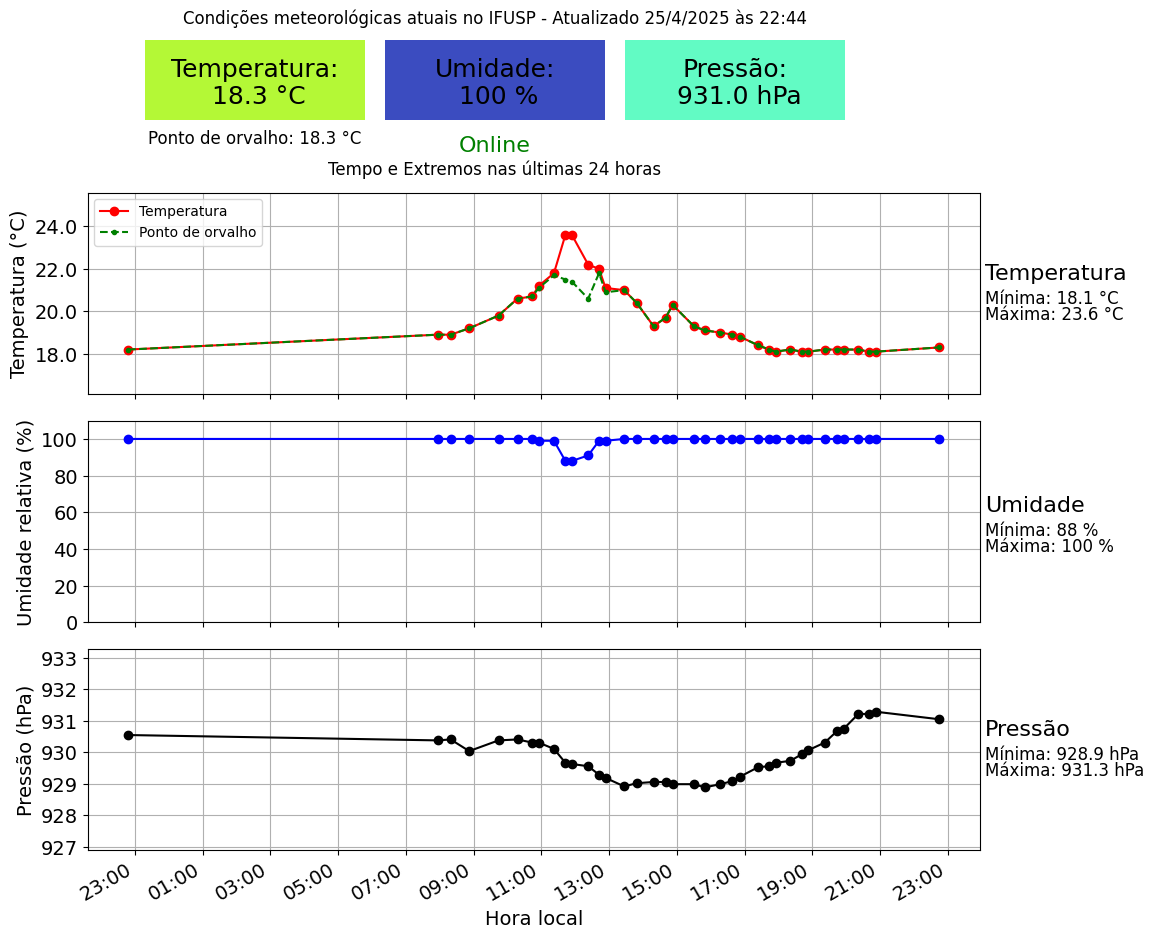 Condições meteorológicas atuais no IFUSP - Atualizado 25/4/2025 às 22:44
Temperatura:
18.3 °C
Umidade:
100 %
Pressão:
931.0 hPa
Ponto de orvalho: 18.3 °C
Online
Tempo e Extremos nas últimas 24 horas
Temperatura (°C)
24.0
22.0
20.0
18.0
Temperatura
Ponto de orvalho
Temperatura
Mínima: 18.1 °C
Máxima: 23.6 °C
Umidade relativa (%)
100
80
60
40
20
0
Umidade
Mínima: 88 %
Máxima: 100 %
Pressão (hPa)
933
932
931
930
929
928
927
Pressão
Mínima: 928.9 hPa
Máxima: 931.3 hPa
23:00
01:00
03:00
05:00
07:00
09:00
11:00
13:00
15:00
17:00
19:00
21:00
23:00
Hora local